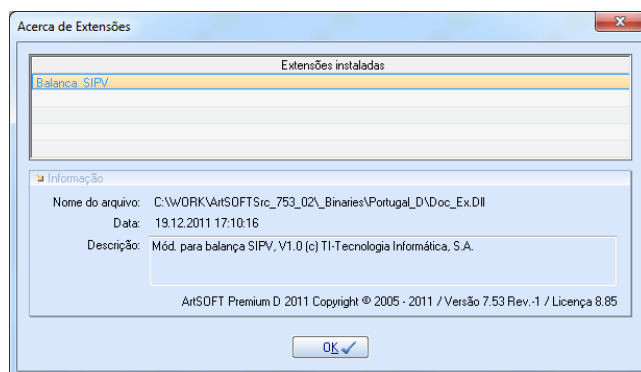 Acerca de Extensões
Extensões instaladas
Balanca SIPV
Informação
Nome do arquivo: C:\WORK\ArtSOFTSrc_753_02\_Binaries\Portugal_D\Doc_Ex.Dll
Data: 19.12.2011 17:10:16
Descrição: Mód. para balança SIPV, V1.0 (c) TI-Tecnologia Informática, S.A.
ArtSOFT Premium D 2011 Copyright © 2005 - 2011 / Versão 7.53 Rev.-1 / Licença 8.85
OK